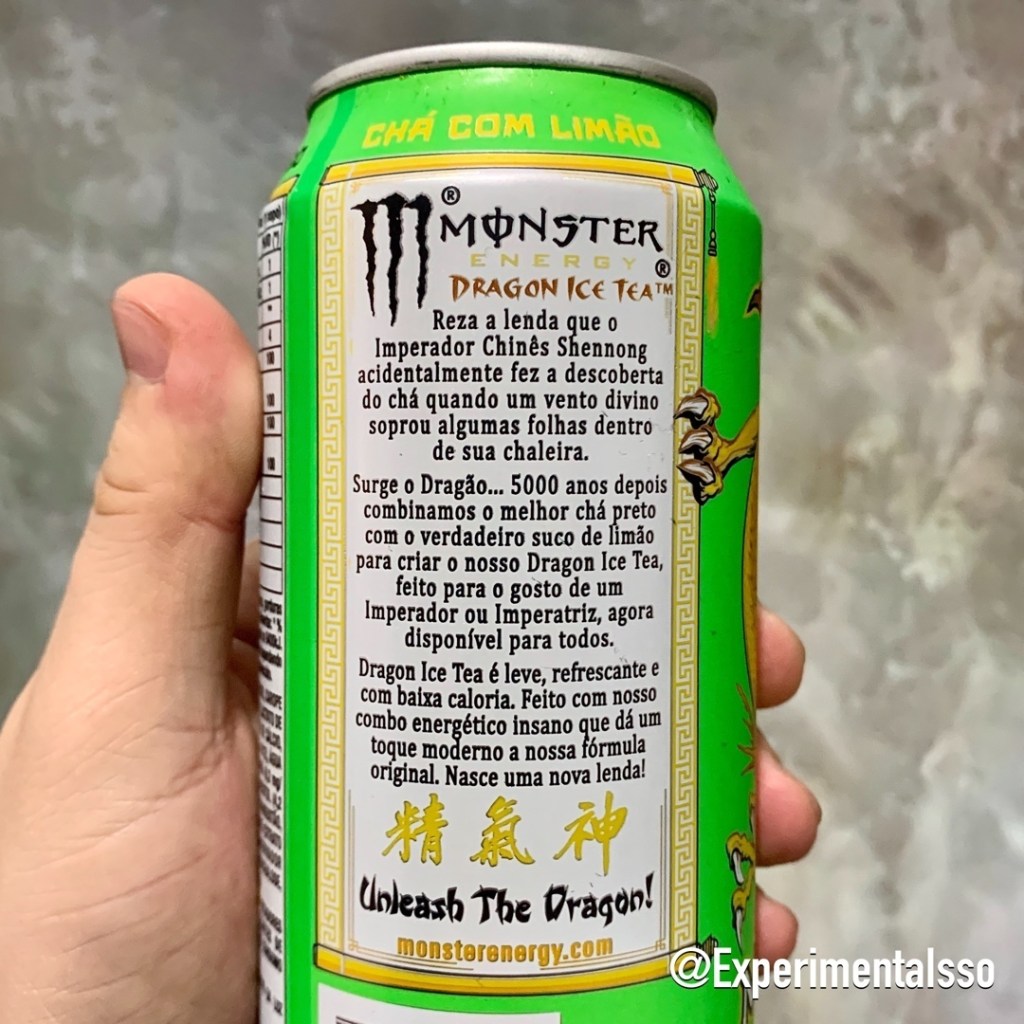 CHÁ COM LIMÃO
MONSTER®
ENERGY®
DRAGON ICE TEA™
Reza a lenda que o
Imperador Chinês Shennong
acidentalmente fez a descoberta
do chá quando um vento divino
soprou algumas folhas dentro
de sua chaleira.
Surge o Dragão... 5000 anos depois
combinamos o melhor chá preto
com o verdadeiro suco de limão
para criar o nosso Dragon Ice Tea,
feito para o gosto de um
Imperador ou Imperatriz, agora
disponível para todos.
Dragon Ice Tea é leve, refrescante e
com baixa caloria. Feito com nosso
combo energético insano que dá um
toque moderno a nossa fórmula
original. Nasce uma nova lenda!
精氣神
Unleash The Dragon!
monsterenergy.com
@Experimentalsso